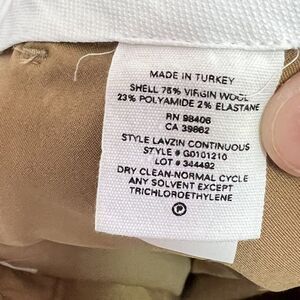 MADE IN TURKEY
SHELL 75% VIRGIN WOOL
23% POLYAMIDE 2% ELASTANE
RN 98406
CA 39862
STYLE LAVZIN CONTINUOUS
STYLE # G0101210
LOT # 344492
DRY CLEAN-NORMAL CYCLE
ANY SOLVENT EXCEPT
TRICHLOROETHYLENE
P